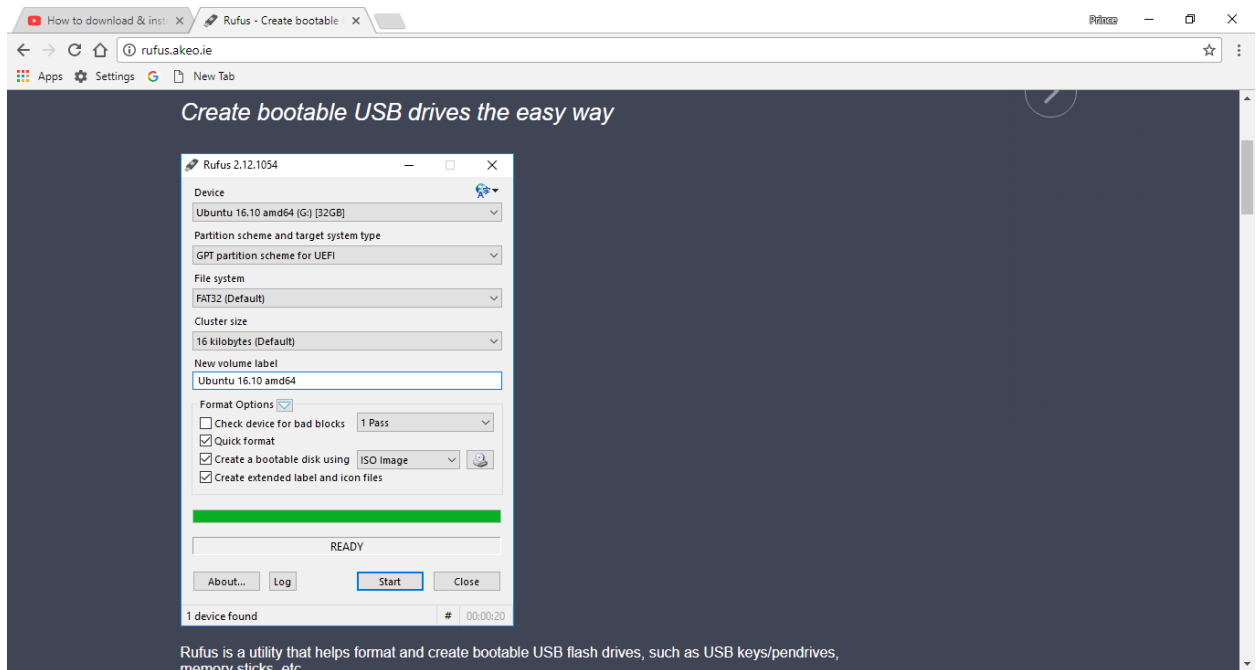 How to download & inst
Rufus - Create bootable
Prince
rufus.akeo.ie
Apps Settings G New Tab
Create bootable USB drives the easy way
Rufus 2.12.1054
Device
Ubuntu 16.10 amd64 (G:) [32GB]
Partition scheme and target system type
GPT partition scheme for UEFI
File system
FAT32 (Default)
Cluster size
16 kilobytes (Default)
New volume label
Ubuntu 16.10 amd64
Format Options
Check device for bad blocks 1 Pass
Quick format
Create a bootable disk using ISO Image
Create extended label and icon files
READY
About... Log Start Close
1 device found # 00:00:20
Rufus is a utility that helps format and create bootable USB flash drives, such as USB keys/pendrives,
memory sticks, etc.